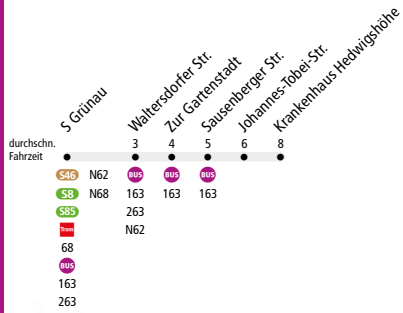 S Grünau
Waltersdorfer Str.
Zur Gartenstadt
Sausenberger Str.
Johannes-Tobei-Str.
Krankenhaus Hedwigshöhe
durchschn. 3 4 5 6 8
Fahrzeit
S46 N62 BUS BUS BUS
S8 N68 163 163 163
S85 263
Tram N62
68
BUS
163
263